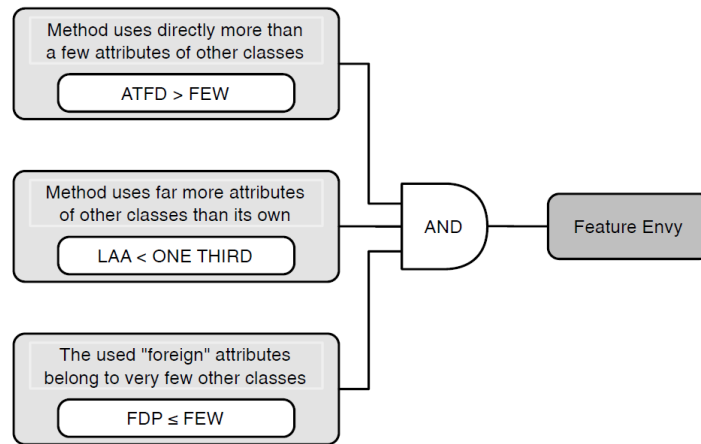 Method uses directly more than
a few attributes of other classes
ATFD > FEW
Method uses far more attributes
of other classes than its own
LAA < ONE THIRD
The used "foreign" attributes
belong to very few other classes
FDP ≤ FEW
AND
Feature Envy